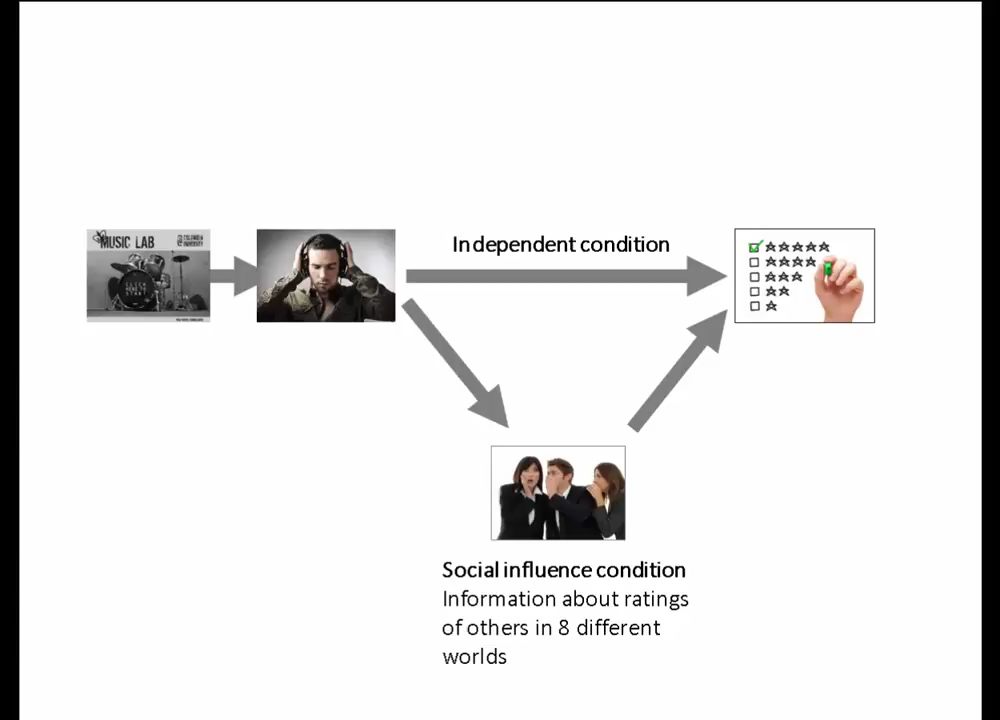 MUSIC LAB
@COLUMBIA
UNIVERSITY
Independent condition
Social influence condition
Information about ratings
of others in 8 different
worlds